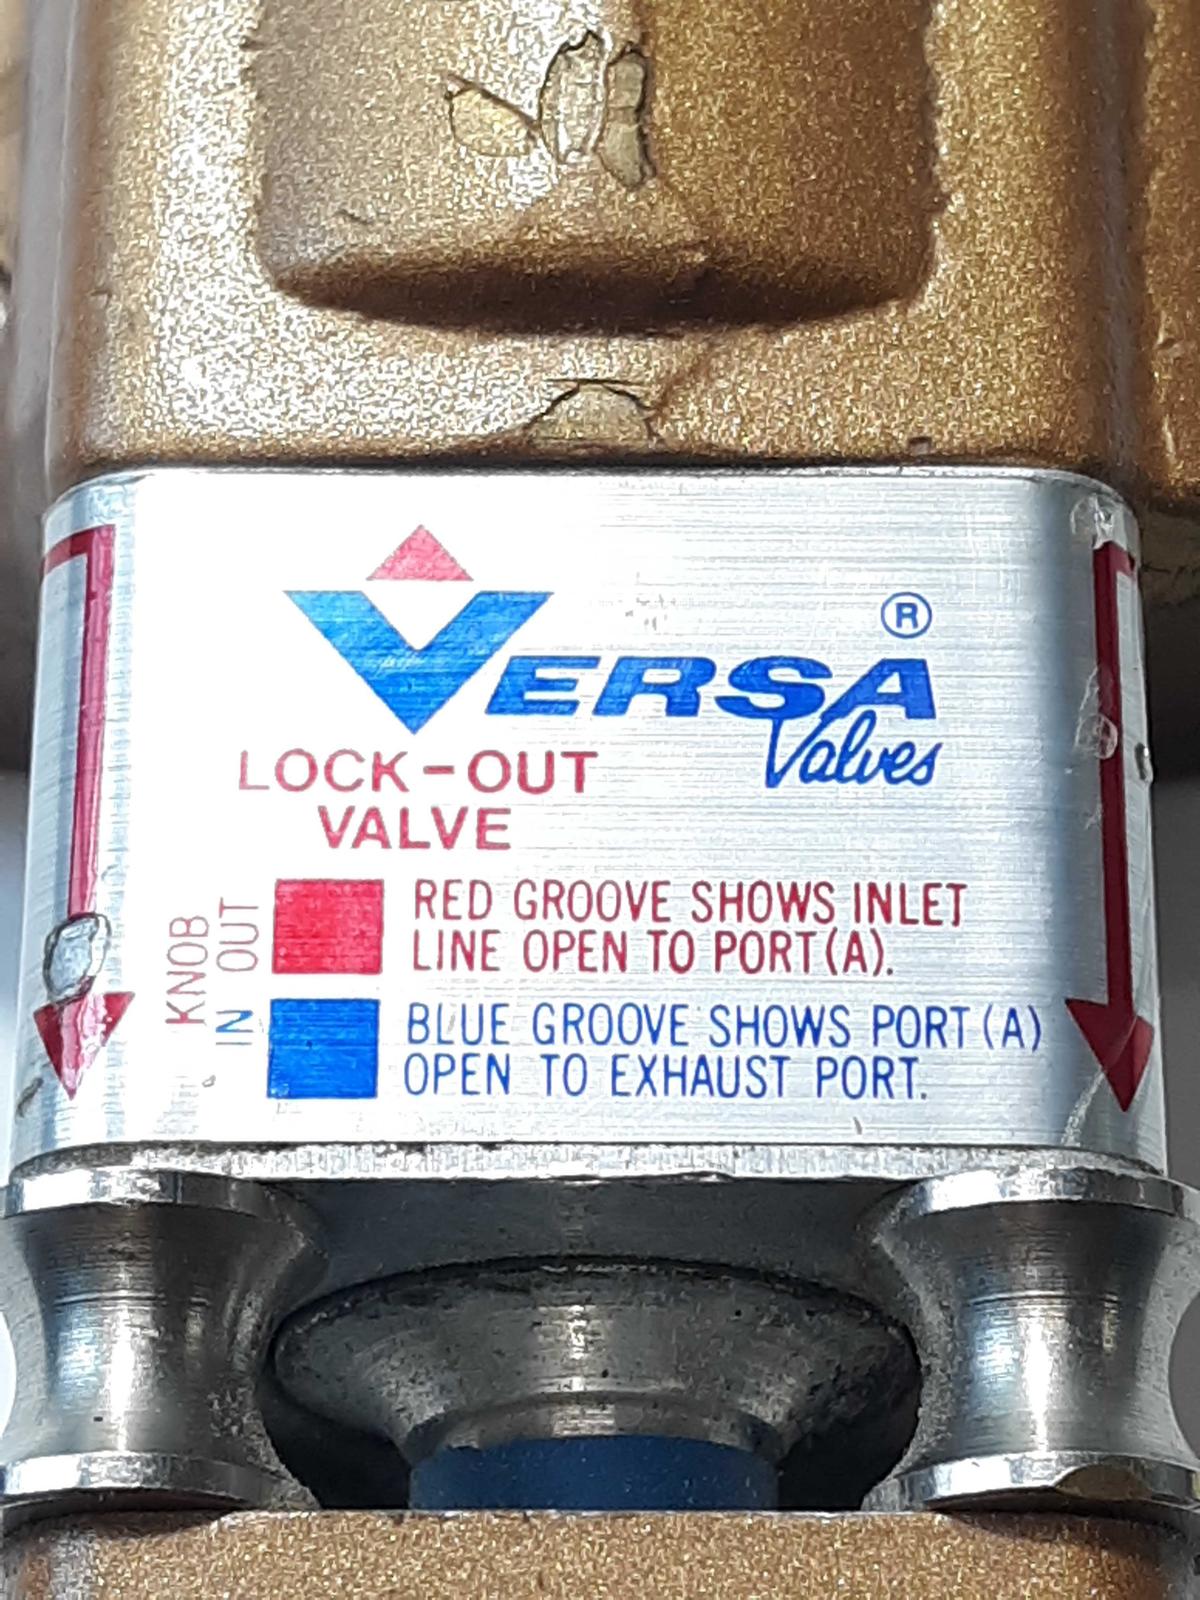 VERSA ®
Valves
LOCK-OUT
VALVE
KNOB
OUT
IN
RED GROOVE SHOWS INLET
LINE OPEN TO PORT (A).
BLUE GROOVE SHOWS PORT (A)
OPEN TO EXHAUST PORT.